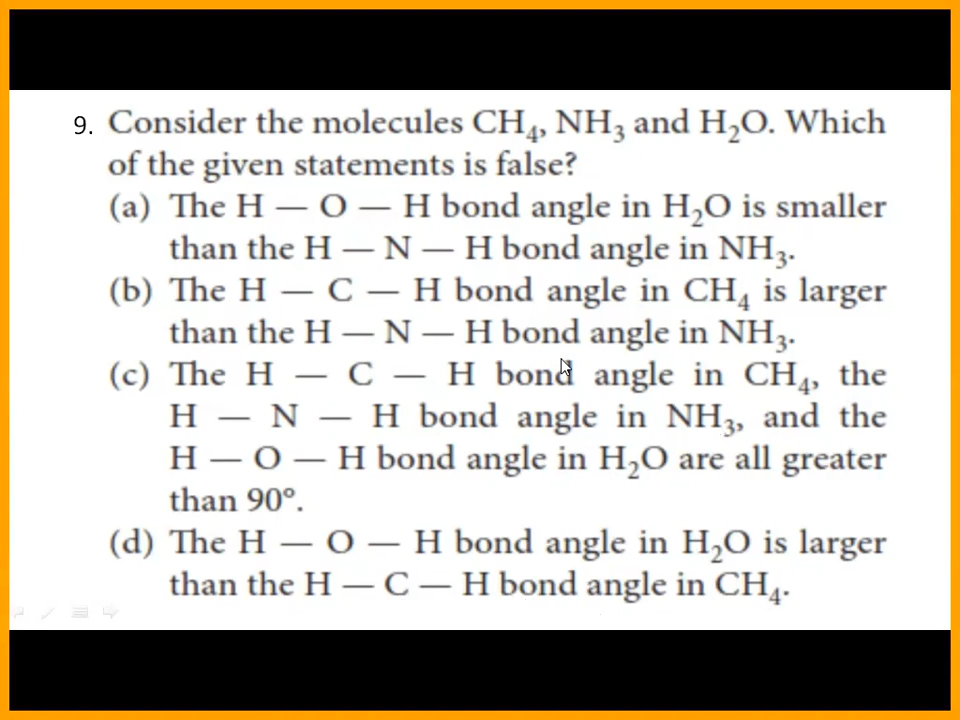 9. Consider the molecules CH₄, NH₃ and H₂O. Which
of the given statements is false?
(a) The H — O — H bond angle in H₂O is smaller
than the H — N — H bond angle in NH₃.
(b) The H — C — H bond angle in CH₄ is larger
than the H — N — H bond angle in NH₃.
(c) The H — C — H bond angle in CH₄, the
H — N — H bond angle in NH₃, and the
H — O — H bond angle in H₂O are all greater
than 90°.
(d) The H — O — H bond angle in H₂O is larger
than the H — C — H bond angle in CH₄.